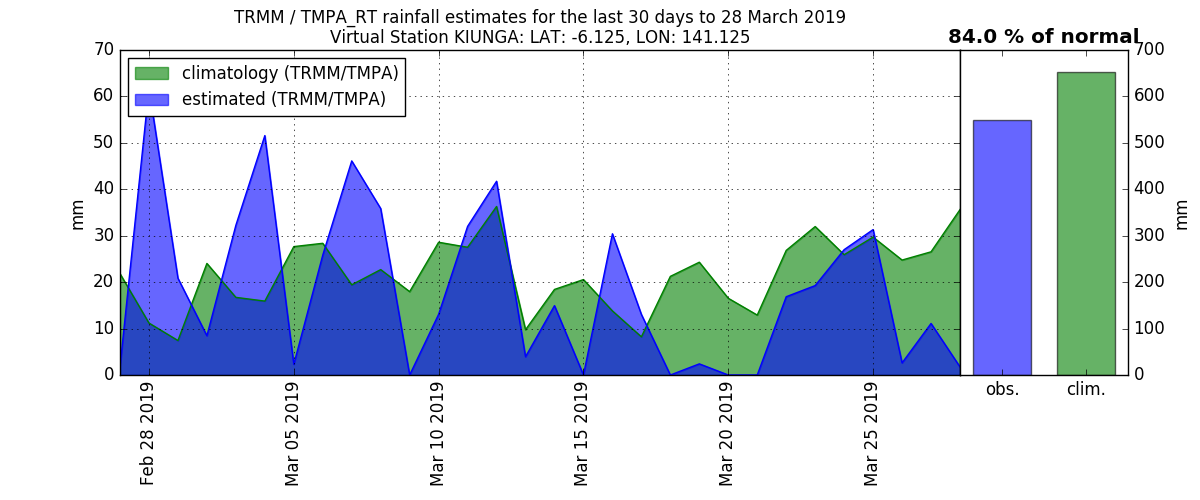 TRMM / TMPA_RT rainfall estimates for the last 30 days to 28 March 2019
Virtual Station KIUNGA: LAT: -6.125, LON: 141.125
84.0 % of normal
climatology (TRMM/TMPA)
estimated (TRMM/TMPA)
70
60
50
40
30
20
10
0
mm
Feb 28 2019
Mar 05 2019
Mar 10 2019
Mar 15 2019
Mar 20 2019
Mar 25 2019
700
600
500
400
300
200
100
0
mm
obs.
clim.